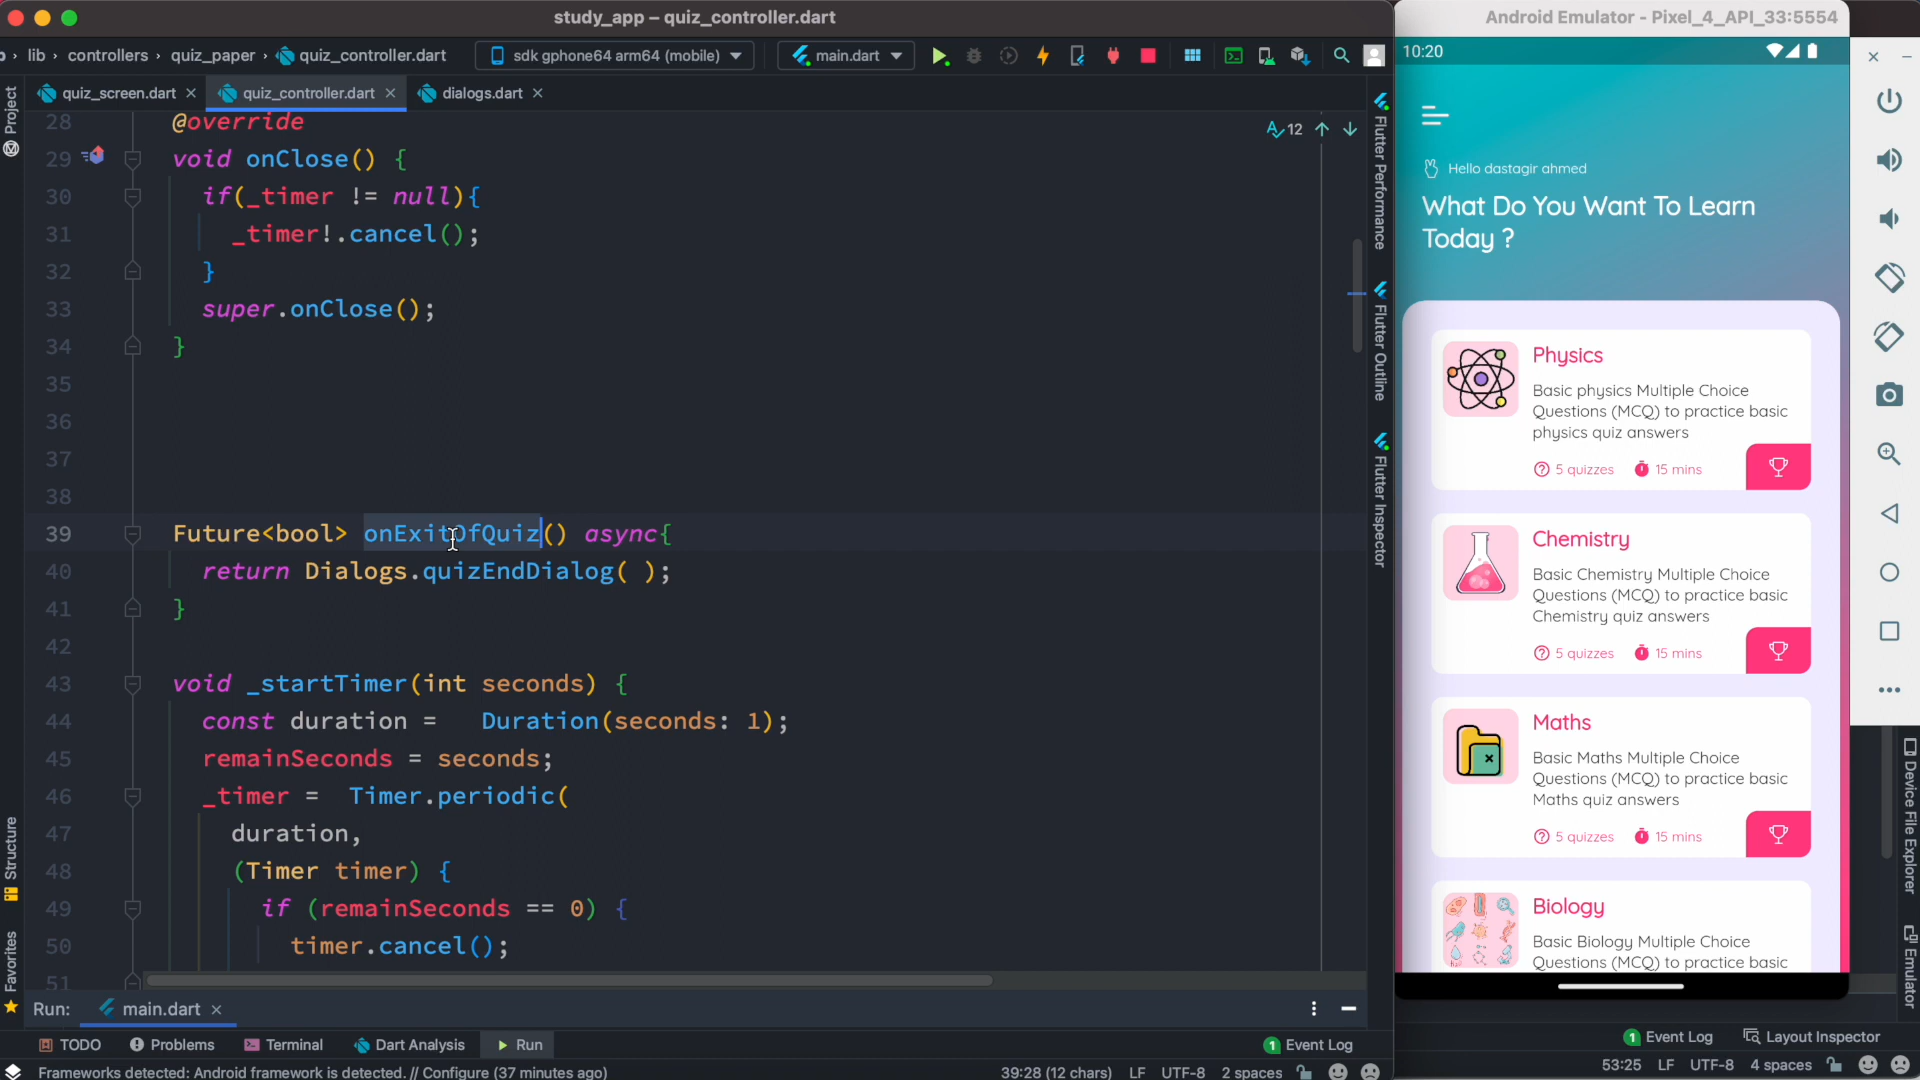 study_app – quiz_controller.dart
lib
controllers
quiz_paper
quiz_controller.dart
sdk gphone64 arm64 (mobile)
main.dart
quiz_screen.dart
quiz_controller.dart
dialogs.dart
Project
Structure
Favorites
12
28 @override
29 void onClose() {
30 if(_timer != null){
31 _timer!.cancel();
32 }
33 super.onClose();
34 }
35
36
37
38
39 Future<bool> onExitOfQuiz() async{
40 return Dialogs.quizEndDialog( );
41 }
42
43 void _startTimer(int seconds) {
44 const duration = Duration(seconds: 1);
45 remainSeconds = seconds;
46 _timer = Timer.periodic(
47 duration,
48 (Timer timer) {
49 if (remainSeconds == 0) {
50 timer.cancel();
51
Flutter Performance
Flutter Outline
Flutter Inspector
Run:
main.dart
TODO
Problems
Terminal
Dart Analysis
Run
1 Event Log
Frameworks detected: Android framework is detected. // Configure (37 minutes ago)
39:28 (12 chars) LF UTF-8 2 spaces
Android Emulator - Pixel_4_API_33:5554
10:20
Hello dastagir ahmed
What Do You Want To Learn
Today ?
Physics
Basic physics Multiple Choice
Questions (MCQ) to practice basic
physics quiz answers
5 quizzes 15 mins
Chemistry
Basic Chemistry Multiple Choice
Questions (MCQ) to practice basic
Chemistry quiz answers
5 quizzes 15 mins
Maths
Basic Maths Multiple Choice
Questions (MCQ) to practice basic
Maths quiz answers
5 quizzes 15 mins
Biology
Basic Biology Multiple Choice
Questions (MCQ) to practice basic
Device File Explorer
Emulator
1 Event Log
Layout Inspector
53:25 LF UTF-8 4 spaces